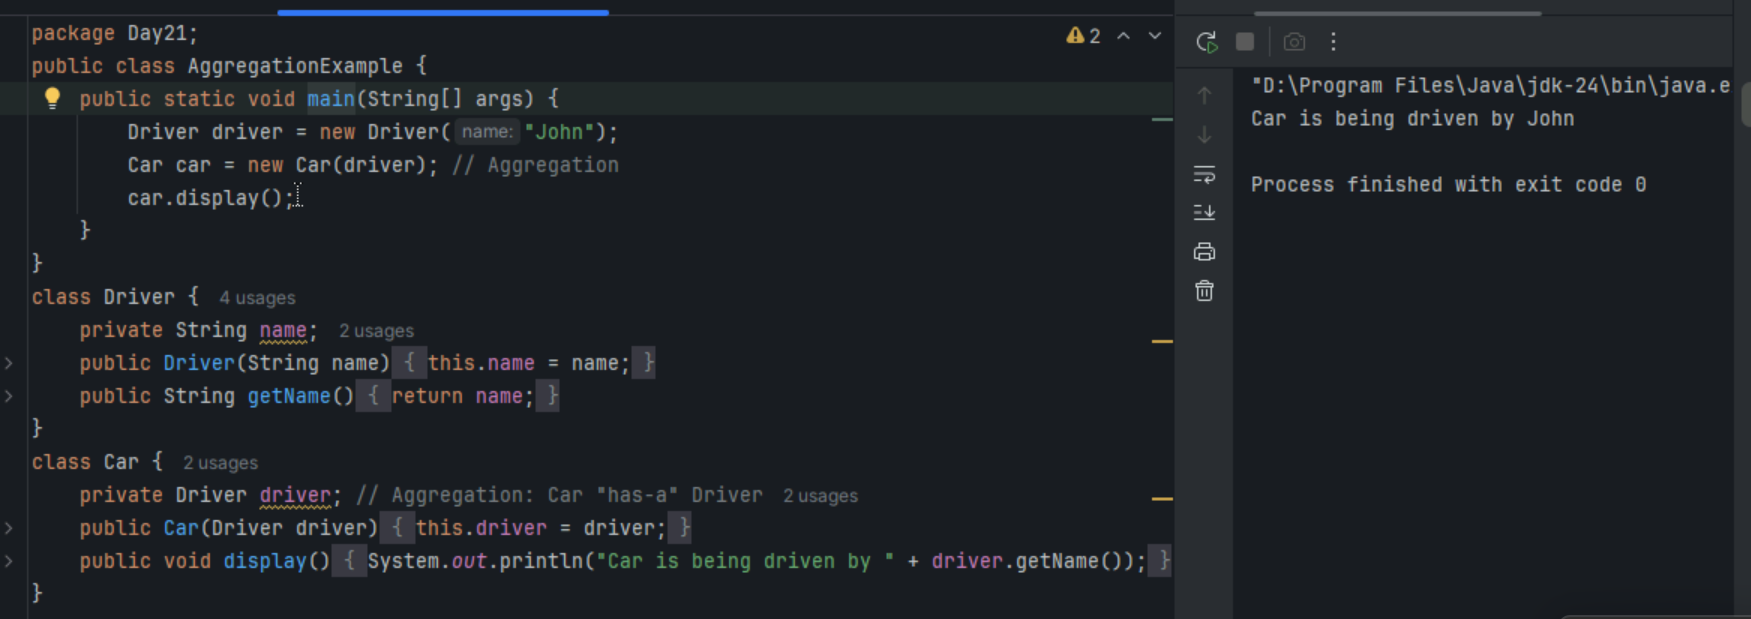 package Day21;
2
public class AggregationExample {
public static void main(String[] args) {
Driver driver = new Driver( name: "John");
Car car = new Car(driver); // Aggregation
car.display();
}
}
class Driver { 4 usages
private String name; 2 usages
public Driver(String name) { this.name = name; }
public String getName() { return name; }
}
class Car { 2 usages
private Driver driver; // Aggregation: Car "has-a" Driver 2 usages
public Car(Driver driver) { this.driver = driver; }
public void display() { System.out.println("Car is being driven by " + driver.getName()); }
}
"D:\Program Files\Java\jdk-24\bin\java.e
Car is being driven by John
Process finished with exit code 0